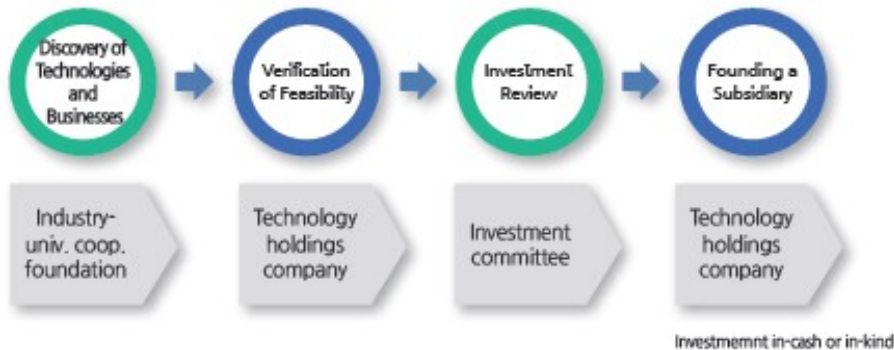 Discovery of
Technologies
and
Businesses
Verification
of Feasibility
Investment
Review
Founding a
Subsidiary
Industry-
univ. coop.
foundation
Technology
holdings
company
Investment
committee
Technology
holdings
company
Investmemnt in-cash or in-kind